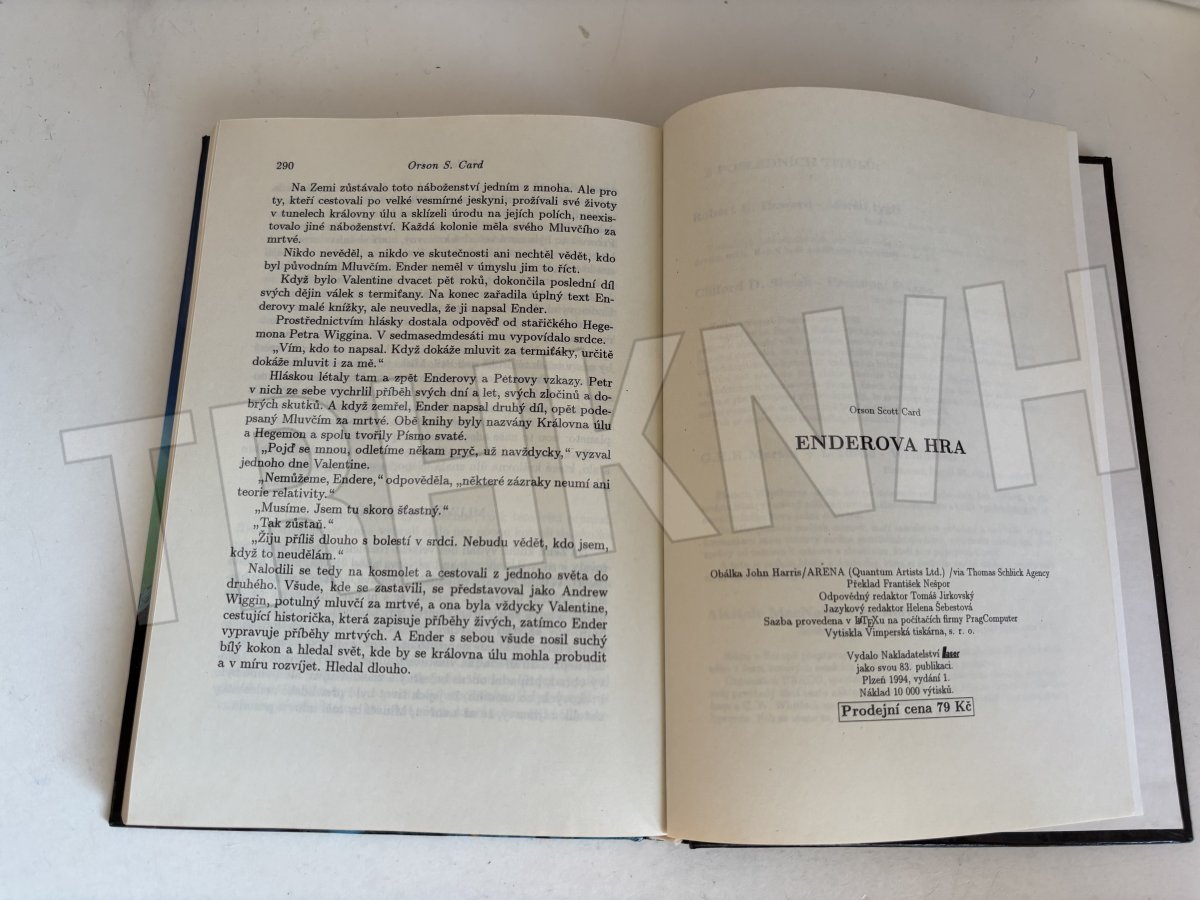 290
Orson S. Card
Na Zemi zůstávalo toto náboženství jedním z mnoha. Ale pro
ty, kteří cestovali po velké vesmírné jeskyni, prožívali své životy
v tunelech královny úlu a sklízeli úrodu na jejích polích, neexis-
tovalo jiné náboženství. Každá kolonie měla svého Mluvčího za
mrtvé.
Nikdo nevěděl, a nikdo ve skutečnosti ani nechtěl vědět, kdo
byl původním Mluvčím. Ender neměl v úmyslu jim to říct.
Když bylo Valentine dvacet pět roků, dokončila poslední díl
svých dějin válek s termiťany. Na konec zařadila úplný text En-
derovy malé knížky, ale neuvedla, že ji napsal Ender.
Prostřednictvím hlásky dostala odpověď od stařičkého Hege-
mona Petra Wiggina. V sedmasedmdesáti mu vypovídalo srdce.
„Vím, kdo to napsal. Když dokáže mluvit za termiťáky, určitě
dokáže mluvit i za mě."
Hláskou létaly tam a zpět Enderovy a Petrovy vzkazy. Petr
v nich ze sebe vychrlil příběh svých dní a let, svých zločinů a do-
brých skutků. A když zemřel, Ender napsal druhý díl, opět pode-
psaný Mluvčím za mrtvé. Obě knihy byly nazvány Královna úlu
a Hegemon a spolu tvořily Písmo svaté.
„Pojď se mnou, odletíme někam pryč, už navždycky," vyzval
jednoho dne Valentine.
„Nemůžeme, Endere," odpověděla, „některé zázraky neumí ani
teorie relativity."
„Musíme. Jsem tu skoro šťastný."
„Tak zůstaň."
„Žiju příliš dlouho s bolestí v srdci. Nebudu vědět, kdo jsem,
když to neudělám."
Nalodili se tedy na kosmolet a cestovali z jednoho světa do
druhého. Všude, kde se zastavili, se představoval jako Andrew
Wiggin, potulný mluvčí za mrtvé, a ona byla vždycky Valentine,
cestující historička, která zapisuje příběhy živých, zatímco Ender
vypravuje příběhy mrtvých. A Ender s sebou všude nosil suchý
bílý kokon a hledal svět, kde by se královna úlu mohla probudit
a v míru rozvíjet. Hledal dlouho.
Orson Scott Card
ENDEROVA HRA
Obálka John Harris/ARENA (Quantum Artists Ltd.) /via Thomas Schlück Agency
Překlad František Nešpor
Odpovědný redaktor Tomáš Jirkovský
Jazykový redaktor Helena Šebestová
Sazba provedena v LATEXu na počítačích firmy PragComputer
Vytiskla Vimperská tiskárna, s. r. o.
Vydalo Nakladatelství laser
jako svou 83. publikaci.
Plzeň 1994, vydání 1.
Náklad 10 000 výtisků.
Prodejní cena 79 Kč
TRHKNIH